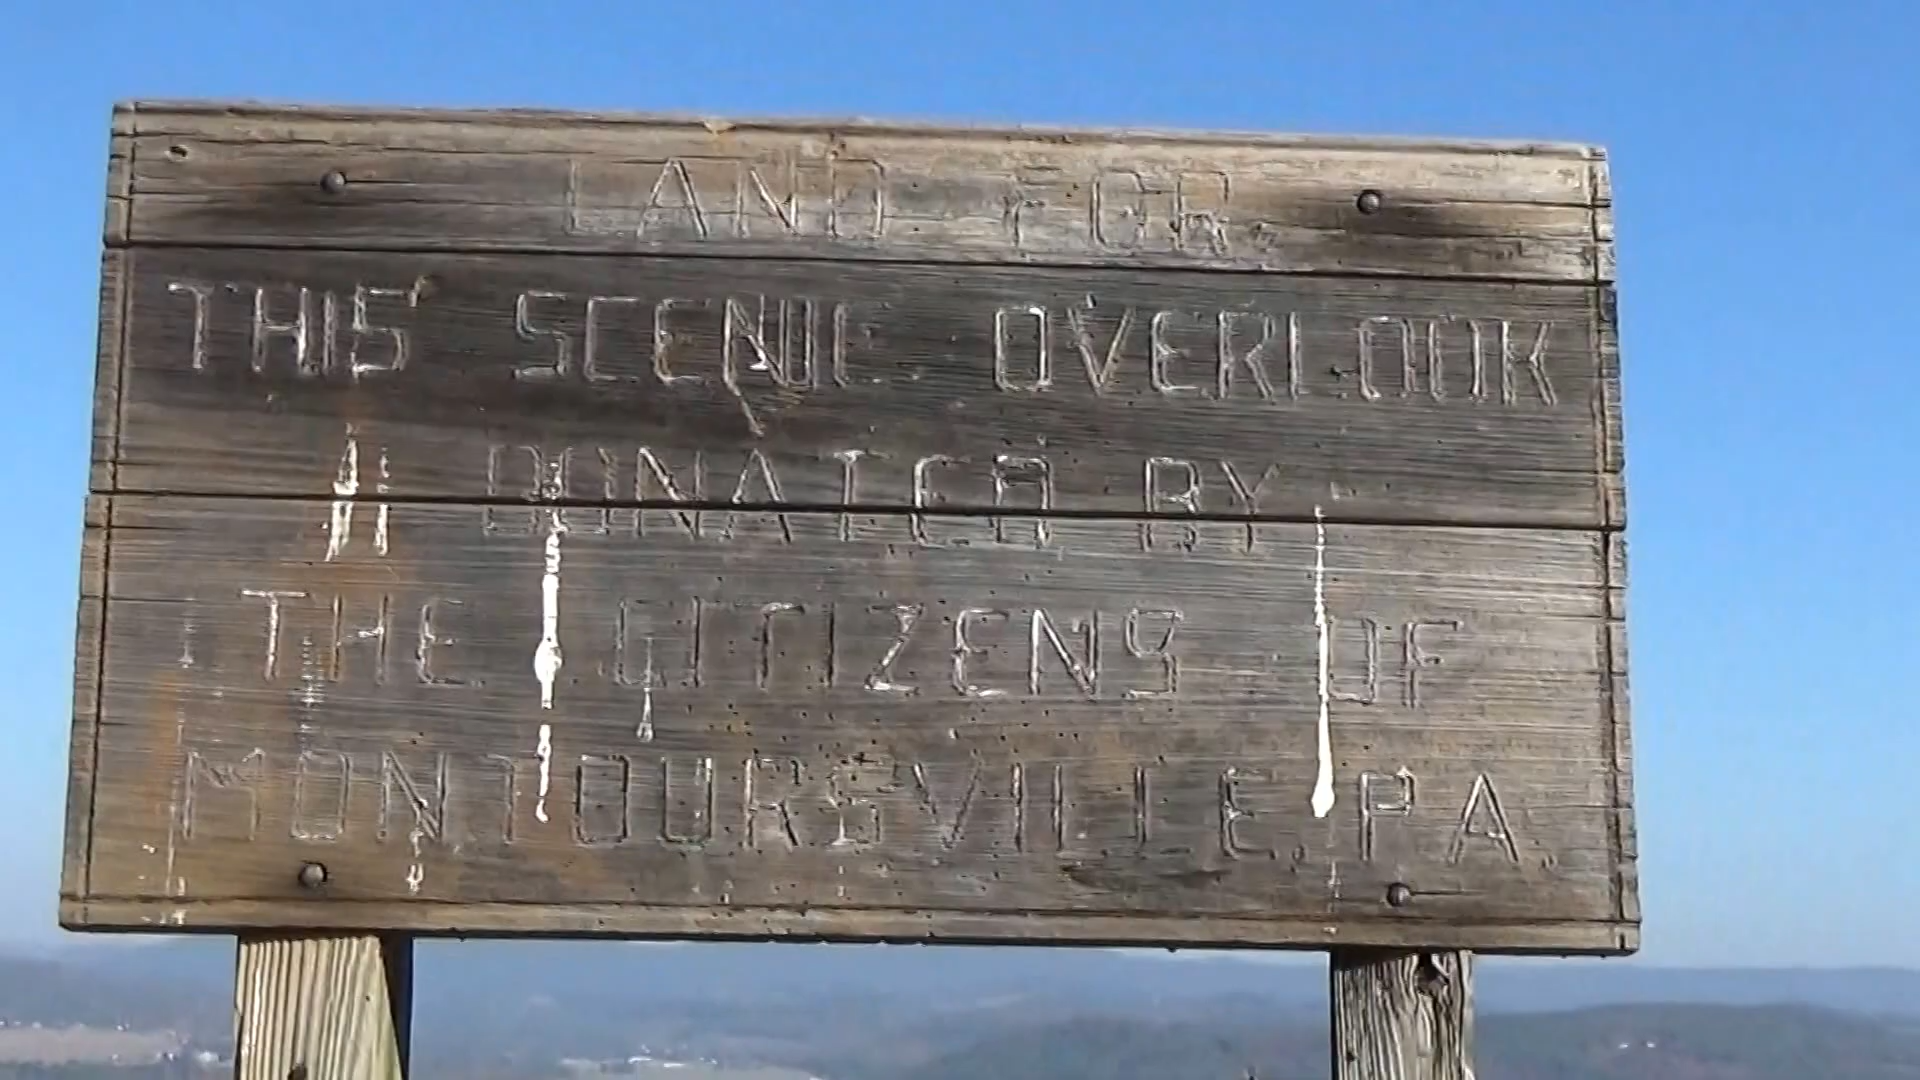 LAND FOR
THIS SCENIC OVERLOOK
DONATED BY
THE CITIZENS OF
MONTOURSVILLE, PA.